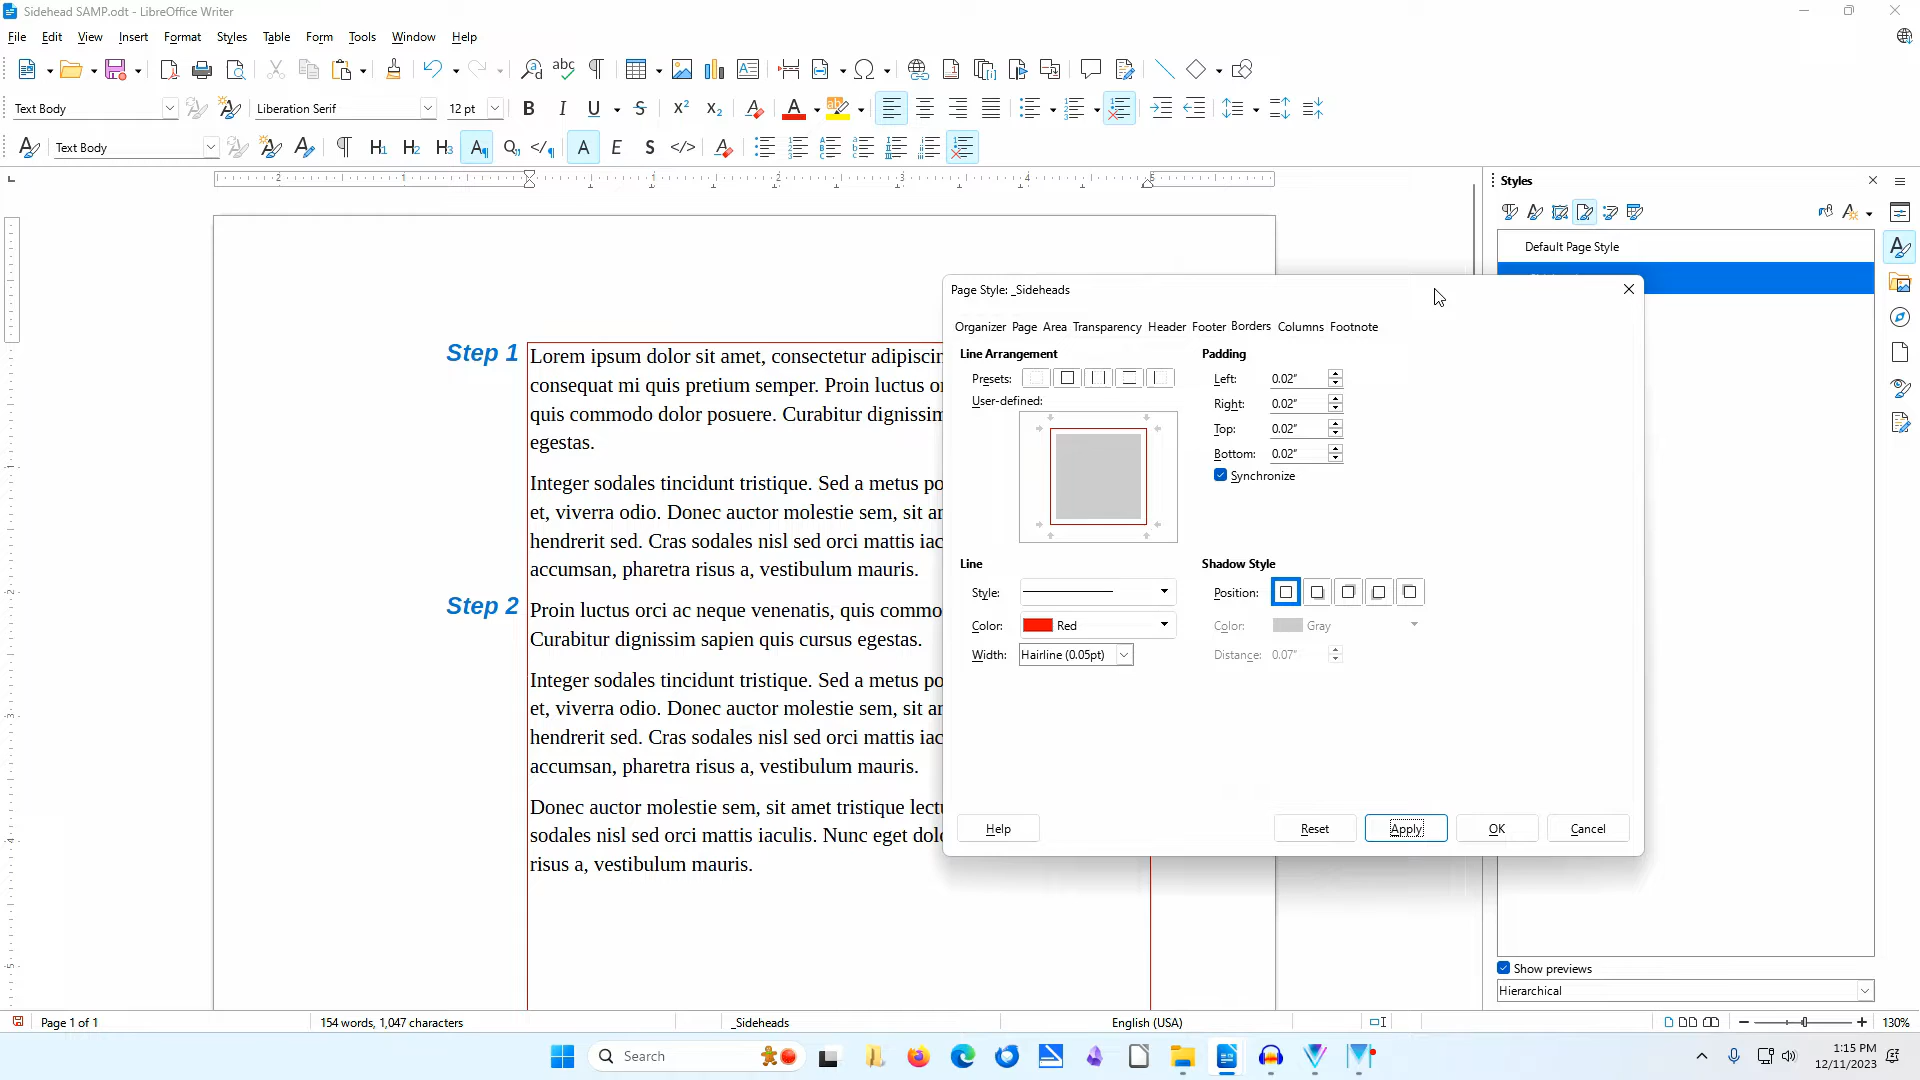 Sidehead SAMP.odt - LibreOffice Writer
File Edit View Insert Format Styles Table Form Tools Window Help
Text Body Liberation Serif 12 pt
Text Body
Styles
Default Page Style
Page Style: _Sideheads
Organizer Page Area Transparency Header Footer Borders Columns Footnote
Line Arrangement
Presets:
User-defined:
Padding
Left: 0.02"
Right: 0.02"
Top: 0.02"
Bottom: 0.02"
Synchronize
Line
Style:
Color: Red
Width: Hairline (0.05pt)
Shadow Style
Position:
Color: Gray
Distance: 0.07"
Help Reset Apply OK Cancel
Step 1 Lorem ipsum dolor sit amet, consectetur adipiscin
consequat mi quis pretium semper. Proin luctus or
quis commodo dolor posuere. Curabitur dignissim
egestas.
Integer sodales tincidunt tristique. Sed a metus po
et, viverra odio. Donec auctor molestie sem, sit ar
hendrerit sed. Cras sodales nisl sed orci mattis iac
accumsan, pharetra risus a, vestibulum mauris.
Step 2 Proin luctus orci ac neque venenatis, quis commo
Curabitur dignissim sapien quis cursus egestas.
Integer sodales tincidunt tristique. Sed a metus po
et, viverra odio. Donec auctor molestie sem, sit ar
hendrerit sed. Cras sodales nisl sed orci mattis iac
accumsan, pharetra risus a, vestibulum mauris.
Donec auctor molestie sem, sit amet tristique lectu
sodales nisl sed orci mattis iaculis. Nunc eget dol
risus a, vestibulum mauris.
Show previews
Hierarchical
Page 1 of 1 154 words, 1,047 characters _Sideheads English (USA) 130%
Search
1:15 PM
12/11/2023